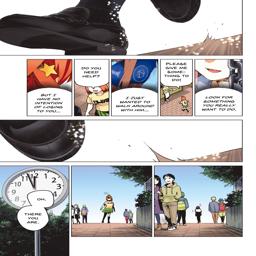 BUT I
HAVE NO
INTENTION
OF LOSING
TO YOU...
DO YOU
NEED
HELP?
I JUST
WANTED TO
WALK AROUND
WITH HIM...
PLEASE
GIVE ME
SOME-
THING TO
DO!
LOOK FOR
SOMETHING
YOU REALLY
WANT TO DO.
OH,
THERE
YOU
ARE.